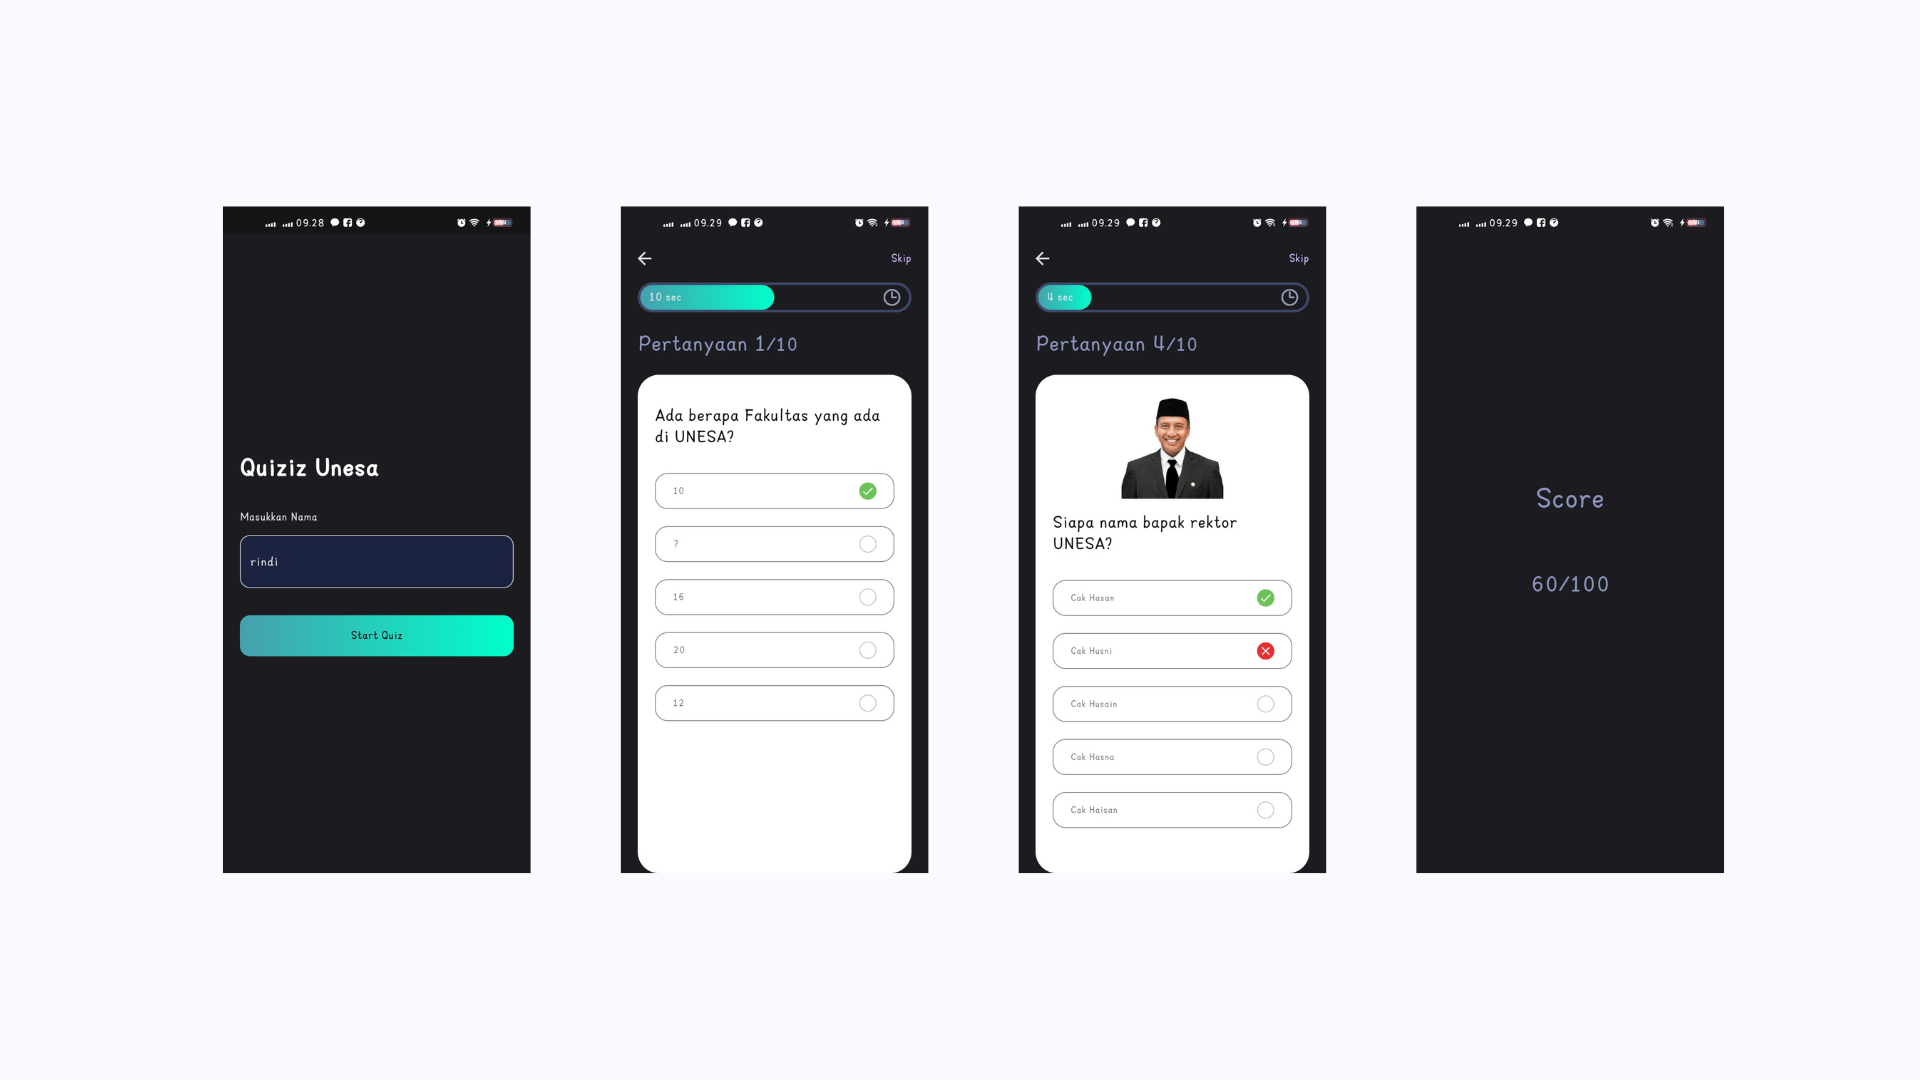 09.28
Quiziz Unesa
Masukkan Nama
rindi
Start Quiz
09.29
Skip
10 sec
Pertanyaan 1/10
Ada berapa Fakultas yang ada
di UNESA?
10
7
16
20
12
09.29
Skip
4 sec
Pertanyaan 4/10
Siapa nama bapak rektor
UNESA?
Cak Hasan
Cak Husni
Cak Husain
Cak Hasna
Cak Haisan
09.29
Score
60/100